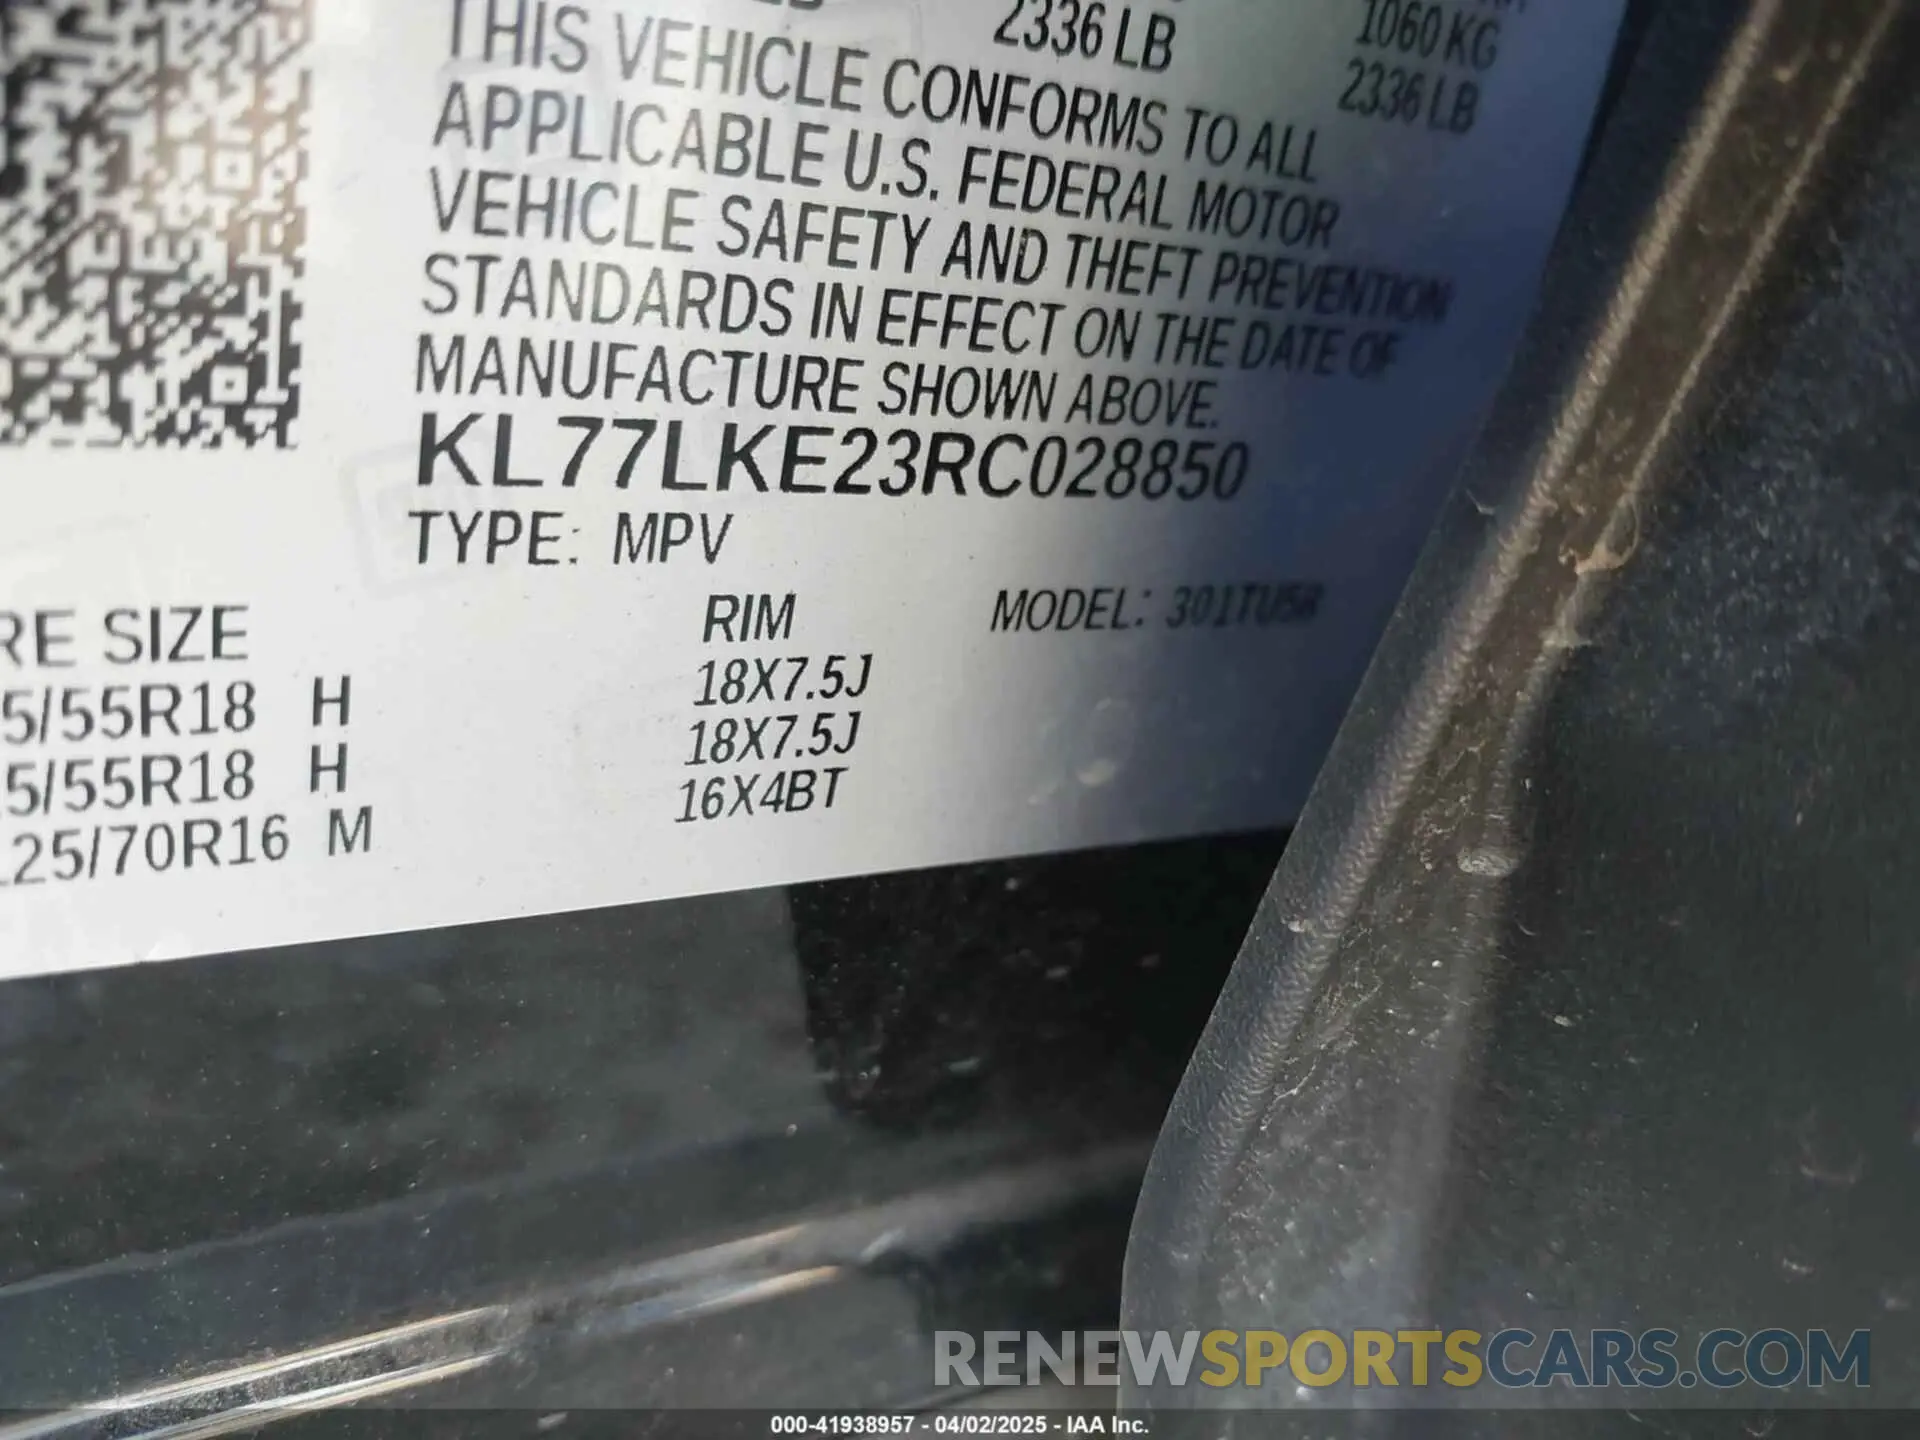 2336 LB
1060 KG
2336 LB
THIS VEHICLE CONFORMS TO ALL
APPLICABLE U.S. FEDERAL MOTOR
VEHICLE SAFETY AND THEFT PREVENTION
STANDARDS IN EFFECT ON THE DATE OF
MANUFACTURE SHOWN ABOVE.
KL77LKE23RC028850
TYPE: MPV
RE SIZE RIM MODEL:
5/55R18 H 18X7.5J
5/55R18 H 18X7.5J
125/70R16 M 16X4BT
RENEWSPORTSCARS.COM
000-41938957 - 04/02/2025 - IAA Inc.